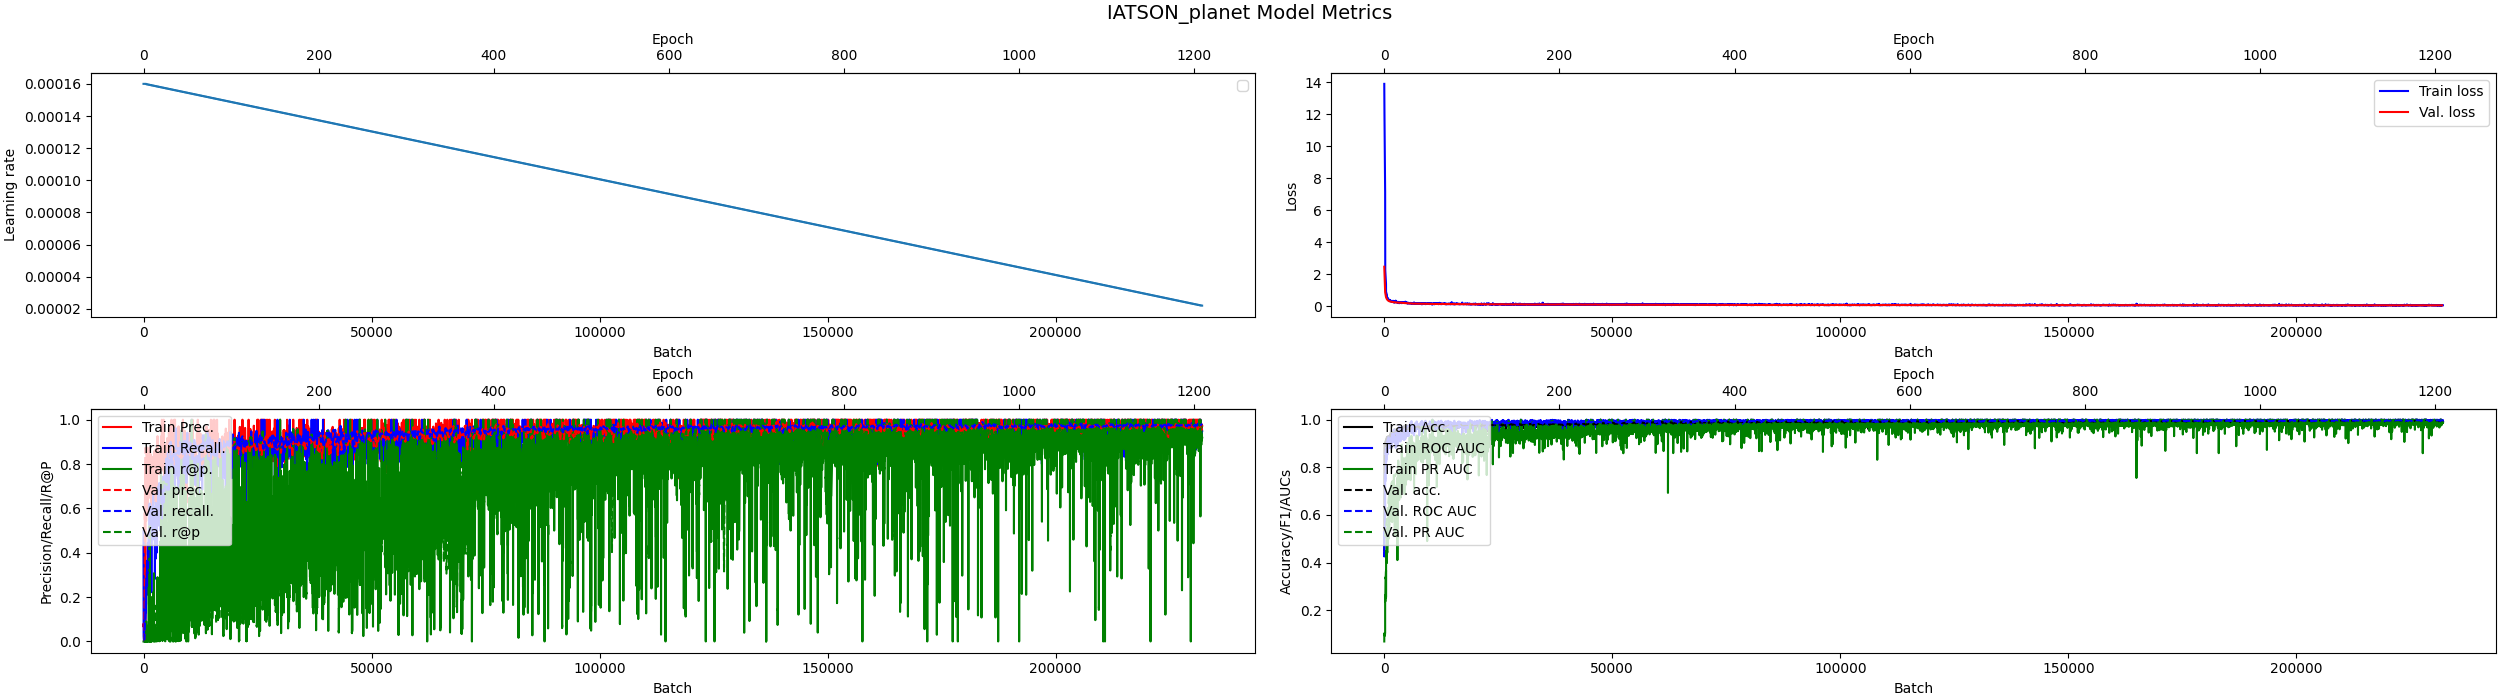 IATSON_planet Model Metrics
Epoch
0 200 400 600 800 1000 1200
0.00016
0.00014
0.00012
0.00010
0.00008
0.00006
0.00004
0.00002
Learning rate
0 50000 100000 150000 200000
Batch
Epoch
0 200 400 600 800 1000 1200
14
12
10
8
6
4
2
0
Loss
Train loss
Val. loss
0 50000 100000 150000 200000
Batch
Epoch
0 200 400 600 800 1000 1200
1.0
0.8
0.6
0.4
0.2
0.0
Precision/Recall/R@P
Train Prec.
Train Recall.
Train r@p.
Val. prec.
Val. recall.
Val. r@p
0 50000 100000 150000 200000
Batch
Epoch
0 200 400 600 800 1000 1200
1.0
0.8
0.6
0.4
0.2
Accuracy/F1/AUCs
Train Acc.
Train ROC AUC
Train PR AUC
Val. acc.
Val. ROC AUC
Val. PR AUC
0 50000 100000 150000 200000
Batch